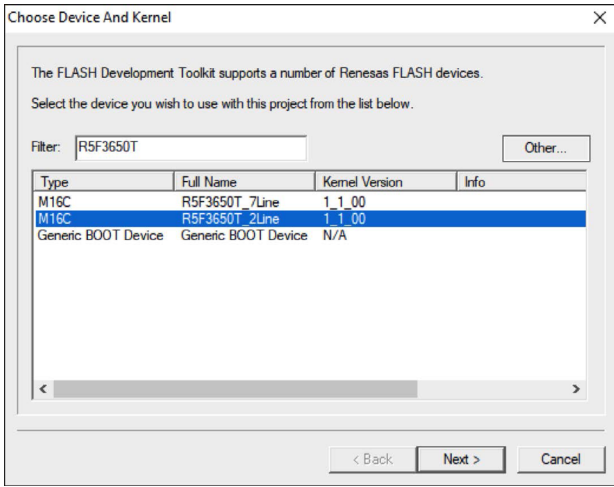 Choose Device And Kernel
The FLASH Development Toolkit supports a number of Renesas FLASH devices.
Select the device you wish to use with this project from the list below.
Filter: R5F3650T Other...
Type Full Name Kernel Version Info
M16C R5F3650T_7Line 1_1_00
M16C R5F3650T_2Line 1_1_00
Generic BOOT Device Generic BOOT Device N/A
< Back Next > Cancel